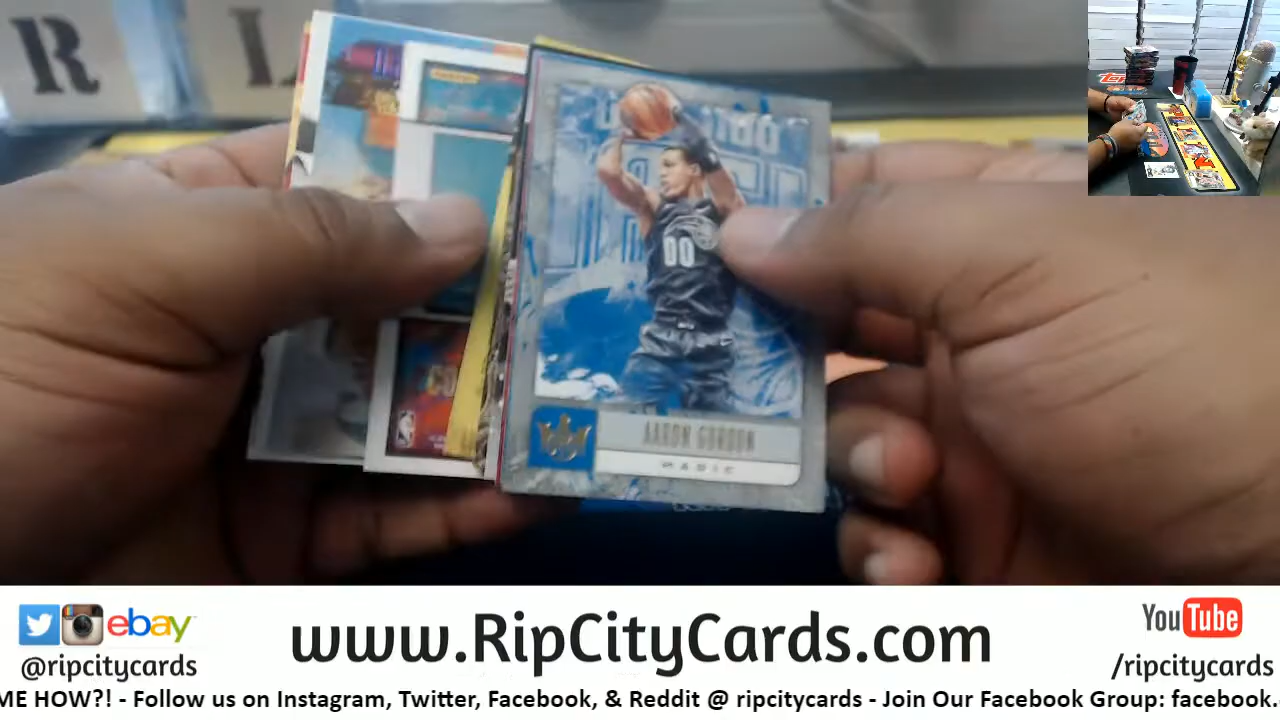 R
00
AARON GORDON
MAGIC
ebay
@ripcitycards
www.RipCityCards.com
YouTube
/ripcitycards
ME HOW?! - Follow us on Instagram, Twitter, Facebook, & Reddit @ ripcitycards - Join Our Facebook Group: facebook.